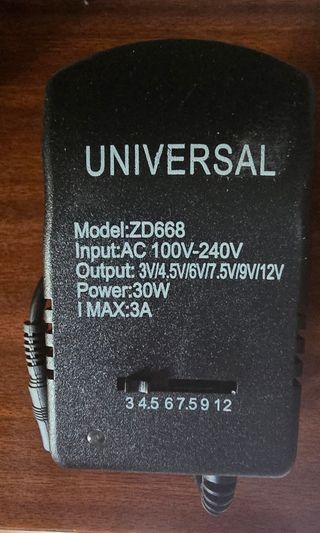 UNIVERSAL
Model:ZD668
Input:AC 100V-240V
Output: 3V/4.5V/6V/7.5V/9V/12V
Power:30W
I MAX:3A
3 4.5 6 7.5 9 12